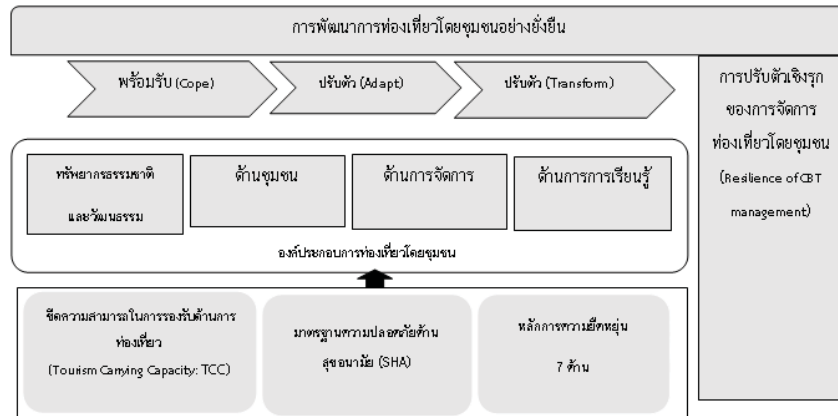 การพัฒนาการท่องเที่ยวโดยชุมชนอย่างยั่งยืน
พร้อมรับ (Cope)
ปรับตัว (Adapt)
ปรับตัว (Transform)
การปรับตัวเชิงรุก
ของการจัดการ
ท่องเที่ยวโดยชุมชน
(Resilience of CBT
management)
ทรัพยากรธรรมชาติ
และวัฒนธรรม
ด้านชุมชน
ด้านการจัดการ
ด้านการการเรียนรู้
องค์ประกอบการท่องเที่ยวโดยชุมชน
ขีดความสามารถในการรองรับด้านการ
ท่องเที่ยว
(Tourism Carrying Capacity: TCC)
มาตรฐานความปลอดภัยด้าน
สุขอนามัย (SHA)
หลักการความยืดหยุ่น
7 ด้าน